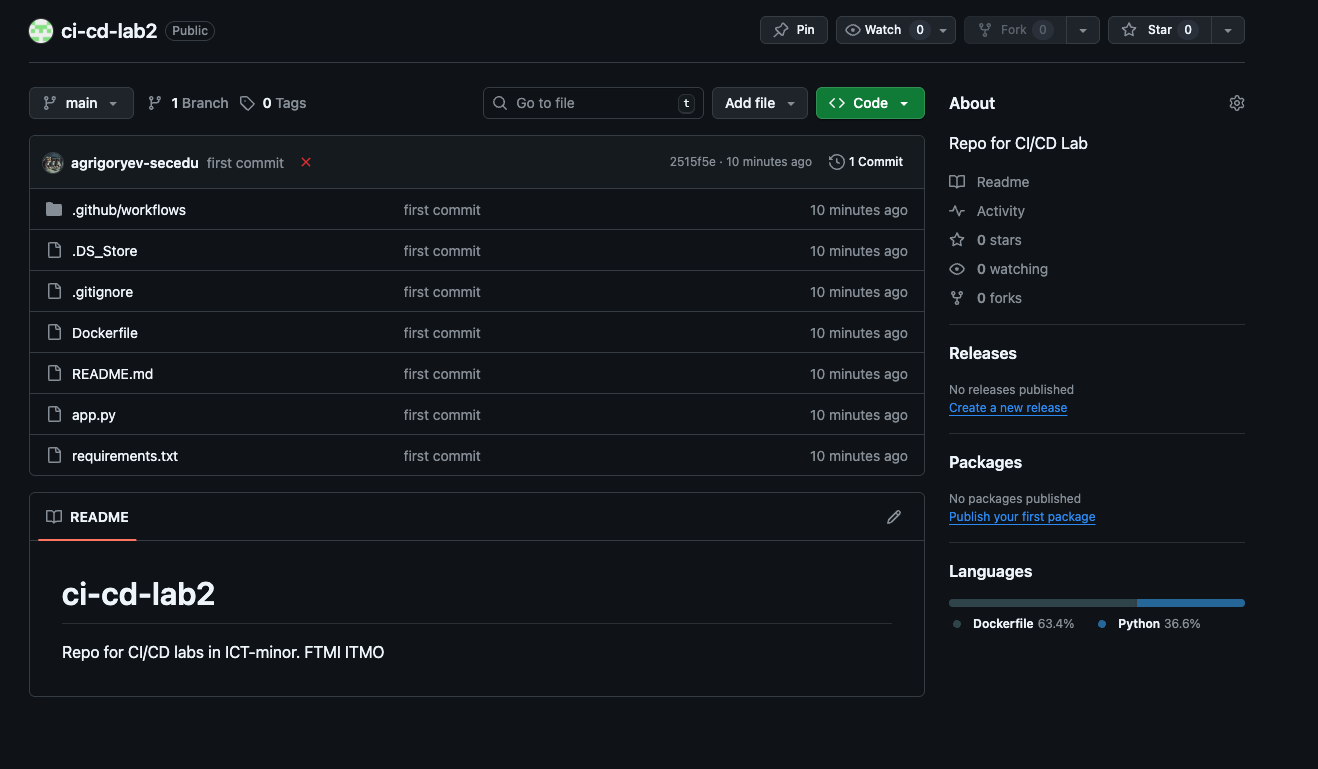 ci-cd-lab2 Public Pin Watch 0 Fork 0 Star 0
main 1 Branch 0 Tags Go to file t Add file Code
agrigoryev-secedu first commit 2515f5e · 10 minutes ago 1 Commit
.github/workflows first commit 10 minutes ago
.DS_Store first commit 10 minutes ago
.gitignore first commit 10 minutes ago
Dockerfile first commit 10 minutes ago
README.md first commit 10 minutes ago
app.py first commit 10 minutes ago
requirements.txt first commit 10 minutes ago
README
ci-cd-lab2
Repo for CI/CD labs in ICT-minor. FTMI ITMO
About
Repo for CI/CD Lab
Readme
Activity
0 stars
0 watching
0 forks
Releases
No releases published
Create a new release
Packages
No packages published
Publish your first package
Languages
Dockerfile 63.4% Python 36.6%